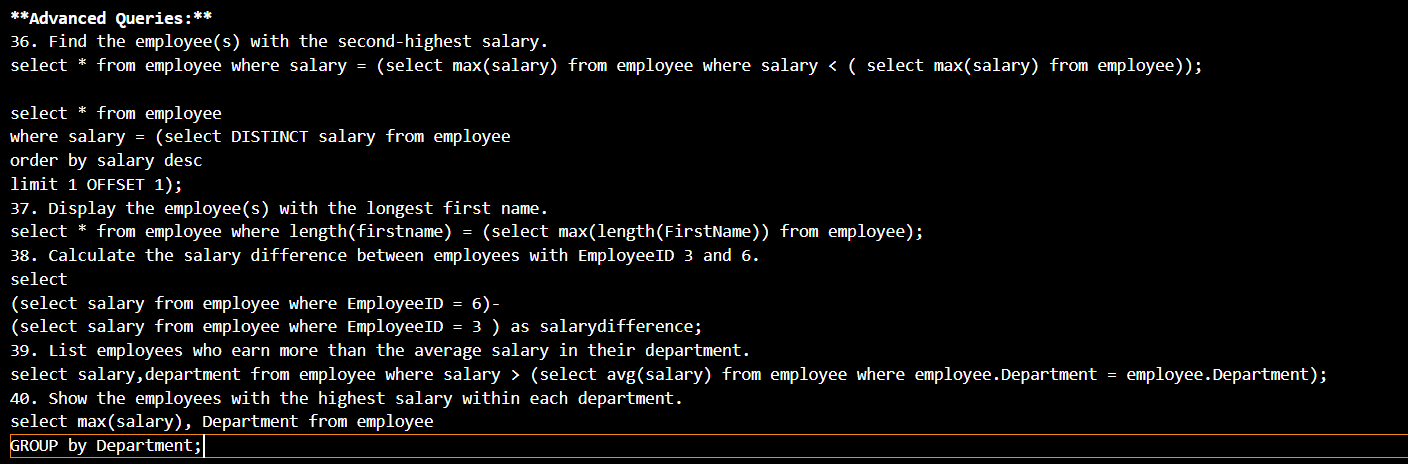 **Advanced Queries:**
36. Find the employee(s) with the second-highest salary.
select * from employee where salary = (select max(salary) from employee where salary < ( select max(salary) from employee));
select * from employee
where salary = (select DISTINCT salary from employee
order by salary desc
limit 1 OFFSET 1);
37. Display the employee(s) with the longest first name.
select * from employee where length(firstname) = (select max(length(FirstName)) from employee);
38. Calculate the salary difference between employees with EmployeeID 3 and 6.
select
(select salary from employee where EmployeeID = 6)-
(select salary from employee where EmployeeID = 3 ) as salarydifference;
39. List employees who earn more than the average salary in their department.
select salary,department from employee where salary > (select avg(salary) from employee where employee.Department = employee.Department);
40. Show the employees with the highest salary within each department.
select max(salary), Department from employee
GROUP by Department;